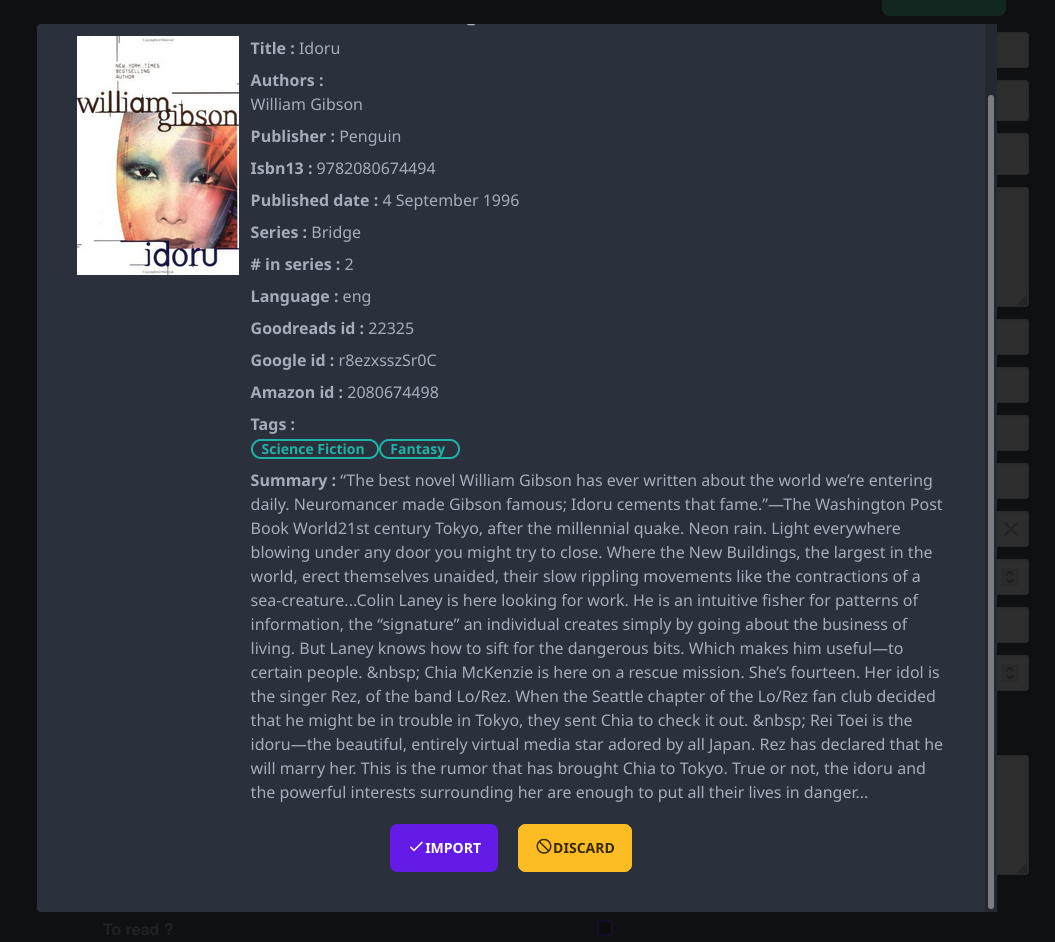 NEW YORK TIMES
BESTSELLING
AUTHOR
william
gibson
idoru
Title : Idoru
Authors :
William Gibson
Publisher : Penguin
Isbn13 : 9782080674494
Published date : 4 September 1996
Series : Bridge
# in series : 2
Language : eng
Goodreads id : 22325
Google id : r8ezxsszSr0C
Amazon id : 2080674498
Tags :
Science Fiction Fantasy
Summary : “The best novel William Gibson has ever written about the world we’re entering
daily. Neuromancer made Gibson famous; Idoru cements that fame.”—The Washington Post
Book World21st century Tokyo, after the millennial quake. Neon rain. Light everywhere
blowing under any door you might try to close. Where the New Buildings, the largest in the
world, erect themselves unaided, their slow rippling movements like the contractions of a
sea-creature...Colin Laney is here looking for work. He is an intuitive fisher for patterns of
information, the “signature” an individual creates simply by going about the business of
living. But Laney knows how to sift for the dangerous bits. Which makes him useful—to
certain people. &nbsp; Chia McKenzie is here on a rescue mission. She’s fourteen. Her idol is
the singer Rez, of the band Lo/Rez. When the Seattle chapter of the Lo/Rez fan club decided
that he might be in trouble in Tokyo, they sent Chia to check it out. &nbsp; Rei Toei is the
idoru—the beautiful, entirely virtual media star adored by all Japan. Rez has declared that he
will marry her. This is the rumor that has brought Chia to Tokyo. True or not, the idoru and
the powerful interests surrounding her are enough to put all their lives in danger...
IMPORT DISCARD
To read ?